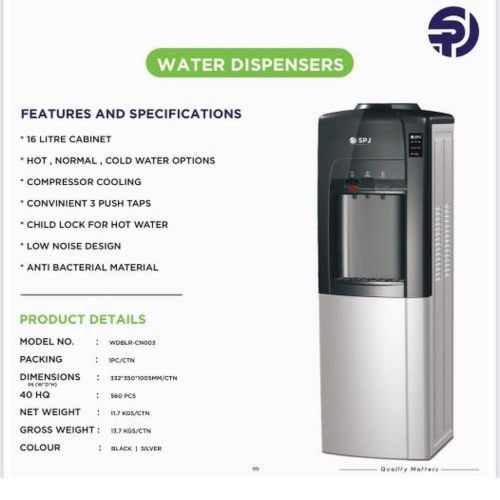 WATER DISPENSERS
FEATURES AND SPECIFICATIONS
* 16 LITRE CABINET
* HOT , NORMAL , COLD WATER OPTIONS
* COMPRESSOR COOLING
* CONVINIENT 3 PUSH TAPS
* CHILD LOCK FOR HOT WATER
* LOW NOISE DESIGN
* ANTI BACTERIAL MATERIAL
SPJ
SPJ
PRODUCT DETAILS
MODEL NO. : WDBLR-CN003
PACKING : 1PC/CTN
DIMENSIONS : 332*350*1005MM/CTN
IN (W*D*H)
40 HQ : 560 PCS
NET WEIGHT : 11.7 KGS/CTN
GROSS WEIGHT : 13.7 KGS/CTN
COLOUR : BLACK | SILVER
99
Quality Matters